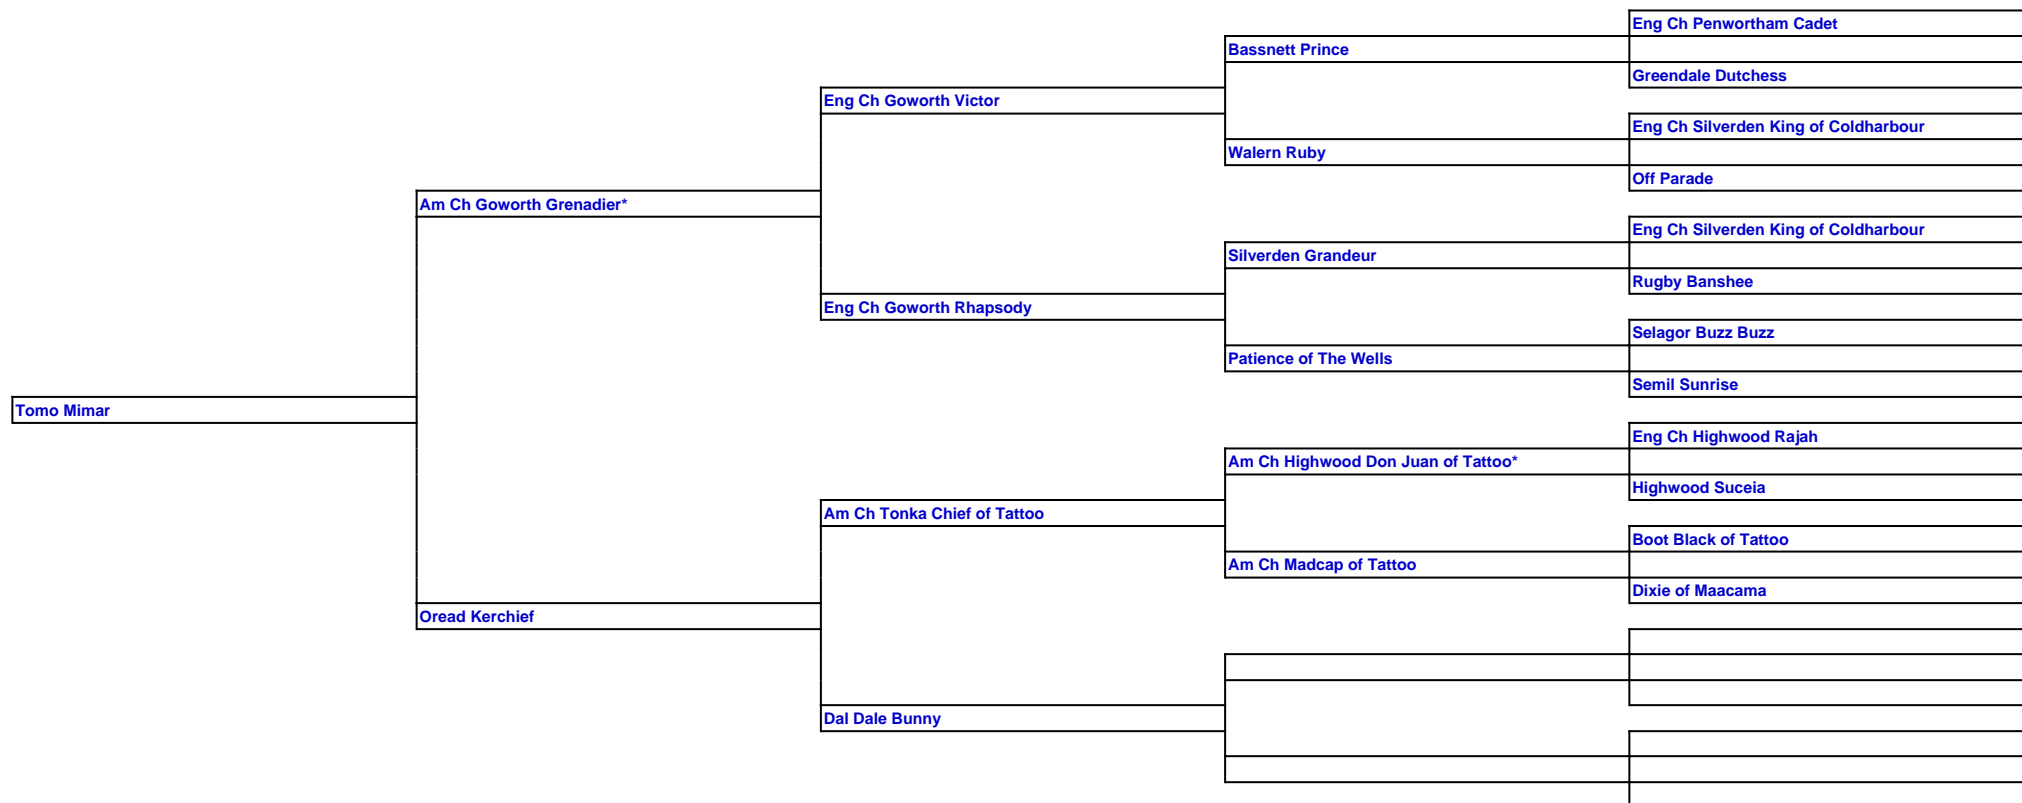 Eng Ch Penwortham Cadet
Bassnett Prince
Greendale Dutchess
Eng Ch Goworth Victor
Eng Ch Silverden King of Coldharbour
Walern Ruby
Off Parade
Am Ch Goworth Grenadier*
Eng Ch Silverden King of Coldharbour
Silverden Grandeur
Rugby Banshee
Eng Ch Goworth Rhapsody
Selagor Buzz Buzz
Patience of The Wells
Semil Sunrise
Tomo Mimar
Eng Ch Highwood Rajah
Am Ch Highwood Don Juan of Tattoo*
Highwood Suceia
Am Ch Tonka Chief of Tattoo
Boot Black of Tattoo
Am Ch Madcap of Tattoo
Dixie of Maacama
Oread Kerchief
Dal Dale Bunny